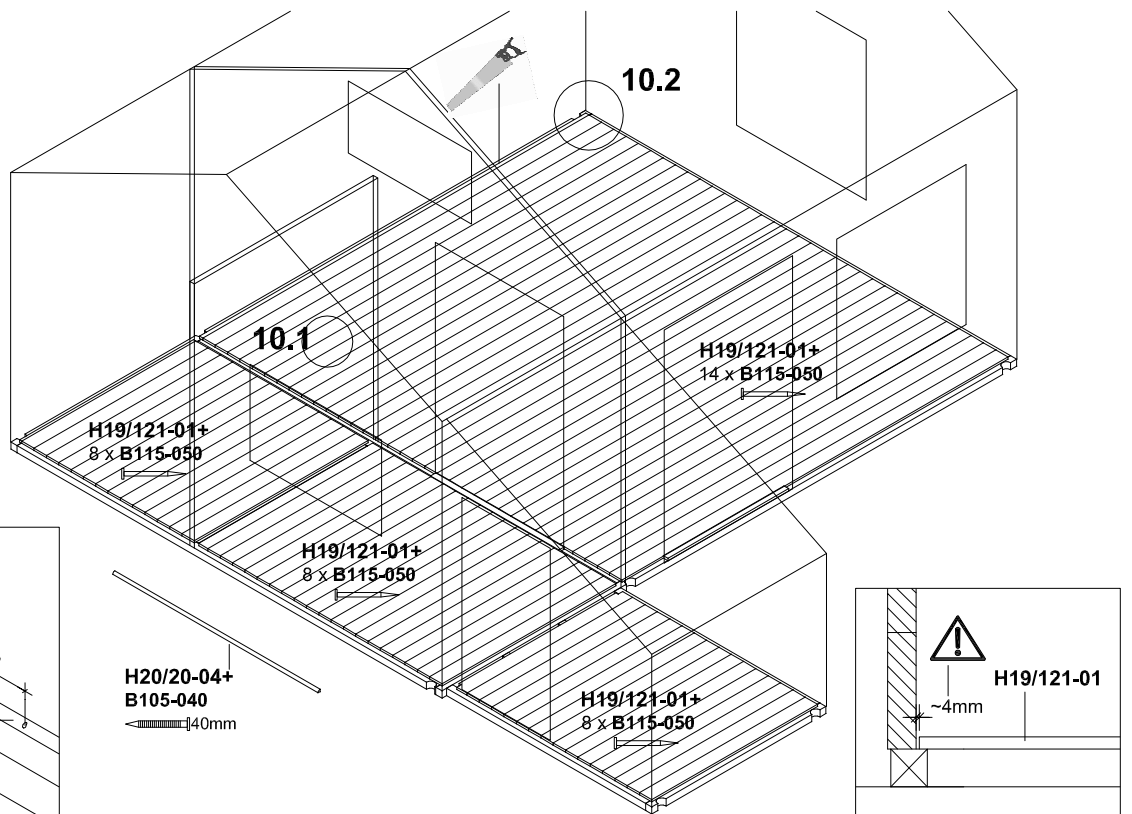 10.2
10.1
H19/121-01+
14 x B115-050
H19/121-01+
8 x B115-050
H19/121-01+
8 x B115-050
H20/20-04+
B105-040
40mm
H19/121-01+
8 x B115-050
H19/121-01
~4mm